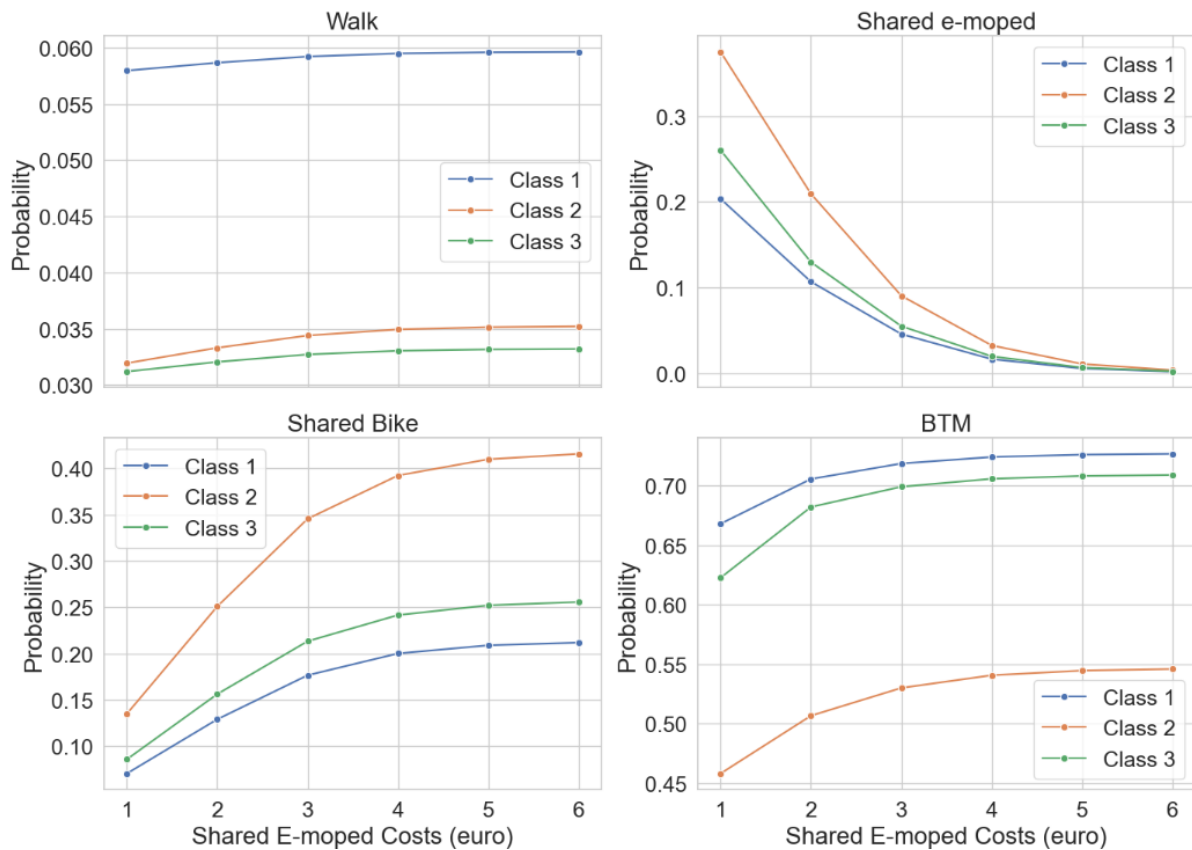 Walk
Shared e-moped
Probability
0.060
0.055
0.050
0.045
0.040
0.035
0.030
Class 1
Class 2
Class 3
Probability
0.3
0.2
0.1
0.0
Class 1
Class 2
Class 3
Shared Bike
BTM
Probability
0.40
0.35
0.30
0.25
0.20
0.15
0.10
Class 1
Class 2
Class 3
1 2 3 4 5 6
Shared E-moped Costs (euro)
Probability
0.70
0.65
0.60
0.55
0.50
0.45
Class 1
Class 2
Class 3
1 2 3 4 5 6
Shared E-moped Costs (euro)